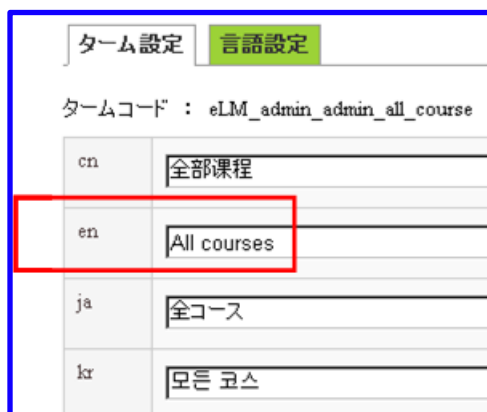 ターム設定 言語設定
タームコード : eLM_admin_admin_all_course
cn 全部课程
en All courses
ja 全コース
kr 모든 코스